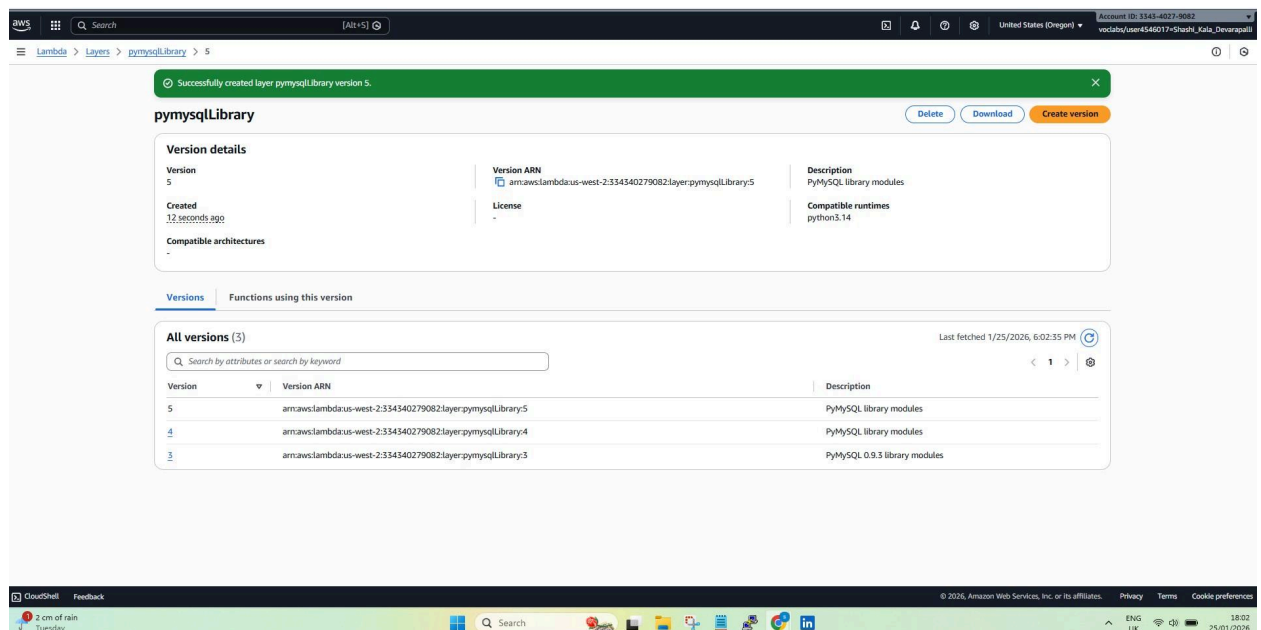 aws Search [Alt+S] United States (Oregon) Account ID: 3343-4027-9082
voclabs/user4546017=Shashi_Kala_Devarapalli
Lambda > Layers > pymysqlLibrary > 5
Successfully created layer pymysqlLibrary version 5.
pymysqlLibrary Delete Download Create version
Version details
Version Version ARN Description
5 arn:aws:lambda:us-west-2:334340279082:layer:pymysqlLibrary:5 PyMySQL library modules
Created License Compatible runtimes
12 seconds ago - python3.14
Compatible architectures
-
Versions Functions using this version
All versions (3) Last fetched 1/25/2026, 6:02:35 PM
Search by attributes or search by keyword < 1 >
Version Version ARN Description
5 arn:aws:lambda:us-west-2:334340279082:layer:pymysqlLibrary:5 PyMySQL library modules
4 arn:aws:lambda:us-west-2:334340279082:layer:pymysqlLibrary:4 PyMySQL library modules
3 arn:aws:lambda:us-west-2:334340279082:layer:pymysqlLibrary:3 PyMySQL 0.9.3 library modules
CloudShell Feedback © 2026, Amazon Web Services, Inc. or its affiliates. Privacy Terms Cookie preferences
1 2 cm of rain Search in ENG 18:02
Tuesday UK 25/01/2026